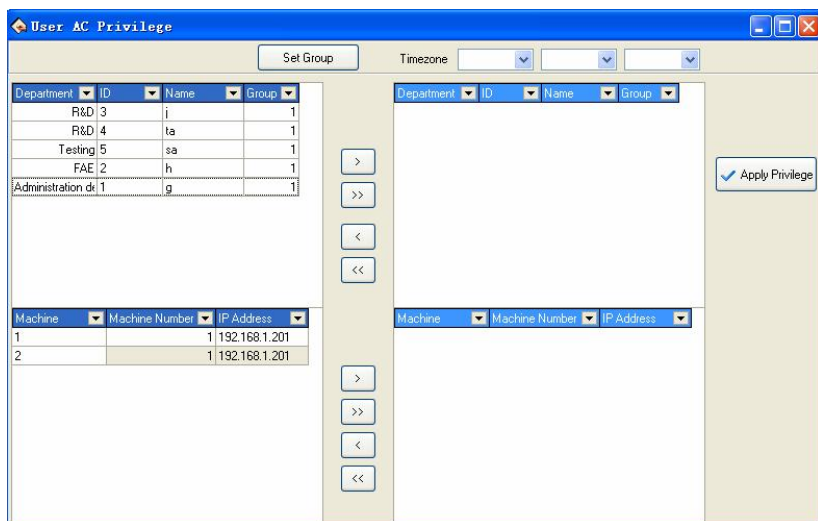 User AC Privilege
Set Group Timezone
Department ID Name Group
R&D 3 j 1
R&D 4 ta 1
Testing 5 sa 1
FAE 2 h 1
Administration de 1 g 1
Department ID Name Group
>
>>
<
<<
Apply Privilege
Machine Machine Number IP Address
1 1 192.168.1.201
2 1 192.168.1.201
Machine Machine Number IP Address
>
>>
<
<<